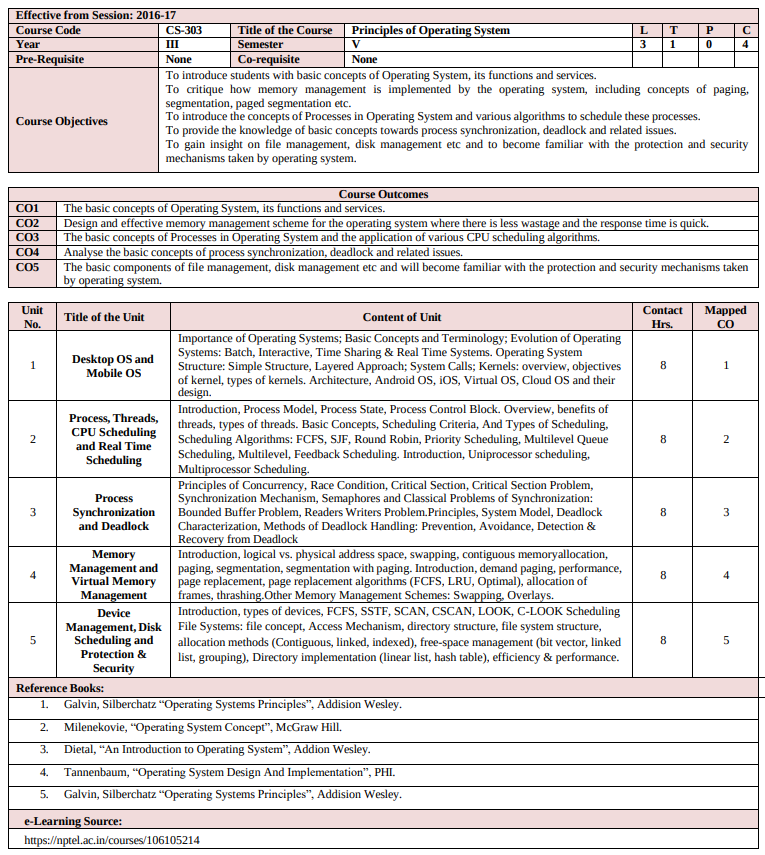 Effective from Session: 2016-17
Course Code CS-303 Title of the Course Principles of Operating System L T P C
Year III Semester V 3 1 0 4
Pre-Requisite None Co-requisite None
Course Objectives
To introduce students with basic concepts of Operating System, its functions and services.
To critique how memory management is implemented by the operating system, including concepts of paging,
segmentation, paged segmentation etc.
To introduce the concepts of Processes in Operating System and various algorithms to schedule these processes.
To provide the knowledge of basic concepts towards process synchronization, deadlock and related issues.
To gain insight on file management, disk management etc and to become familiar with the protection and security
mechanisms taken by operating system.
Course Outcomes
CO1 The basic concepts of Operating System, its functions and services.
CO2 Design and effective memory management scheme for the operating system where there is less wastage and the response time is quick.
CO3 The basic concepts of Processes in Operating System and the application of various CPU scheduling algorithms.
CO4 Analyse the basic concepts of process synchronization, deadlock and related issues.
CO5 The basic components of file management, disk management etc and will become familiar with the protection and security mechanisms taken
by operating system.
Unit No. Title of the Unit Content of Unit Contact Hrs. Mapped CO
1
Desktop OS and
Mobile OS
Importance of Operating Systems; Basic Concepts and Terminology; Evolution of Operating
Systems: Batch, Interactive, Time Sharing & Real Time Systems. Operating System
Structure: Simple Structure, Layered Approach; System Calls; Kernels: overview, objectives
of kernel, types of kernels. Architecture, Android OS, iOS, Virtual OS, Cloud OS and their
design.
8
1
2
Process, Threads,
CPU Scheduling
and Real Time
Scheduling
Introduction, Process Model, Process State, Process Control Block. Overview, benefits of
threads, types of threads. Basic Concepts, Scheduling Criteria, And Types of Scheduling,
Scheduling Algorithms: FCFS, SJF, Round Robin, Priority Scheduling, Multilevel Queue
Scheduling, Multilevel, Feedback Scheduling. Introduction, Uniprocessor scheduling,
Multiprocessor Scheduling.
8
2
3
Process
Synchronization
and Deadlock
Principles of Concurrency, Race Condition, Critical Section, Critical Section Problem,
Synchronization Mechanism, Semaphores and Classical Problems of Synchronization:
Bounded Buffer Problem, Readers Writers Problem.Principles, System Model, Deadlock
Characterization, Methods of Deadlock Handling: Prevention, Avoidance, Detection &
Recovery from Deadlock
8
3
4
Memory
Management and
Virtual Memory
Management
Introduction, logical vs. physical address space, swapping, contiguous memoryallocation,
paging, segmentation, segmentation with paging. Introduction, demand paging, performance,
page replacement, page replacement algorithms (FCFS, LRU, Optimal), allocation of
frames, thrashing.Other Memory Management Schemes: Swapping, Overlays.
8
4
5
Device
Management, Disk
Scheduling and
Protection &
Security
Introduction, types of devices, FCFS, SSTF, SCAN, CSCAN, LOOK, C-LOOK Scheduling
File Systems: file concept, Access Mechanism, directory structure, file system structure,
allocation methods (Contiguous, linked, indexed), free-space management (bit vector, linked
list, grouping), Directory implementation (linear list, hash table), efficiency & performance.
8
5
Reference Books:
1. Galvin, Silberchatz “Operating Systems Principles”, Addision Wesley.
2. Milenekovie, “Operating System Concept”, McGraw Hill.
3. Dietal, “An Introduction to Operating System”, Addion Wesley.
4. Tannenbaum, “Operating System Design And Implementation”, PHI.
5. Galvin, Silberchatz “Operating Systems Principles”, Addision Wesley.
e-Learning Source:
https://nptel.ac.in/courses/106105214